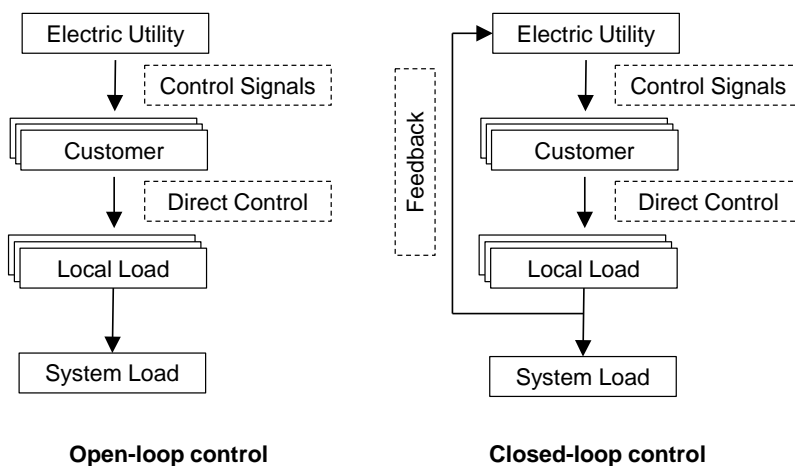 Electric Utility
Control Signals
Customer
Direct Control
Local Load
System Load
Open-loop control
Electric Utility
Control Signals
Feedback
Customer
Direct Control
Local Load
System Load
Closed-loop control